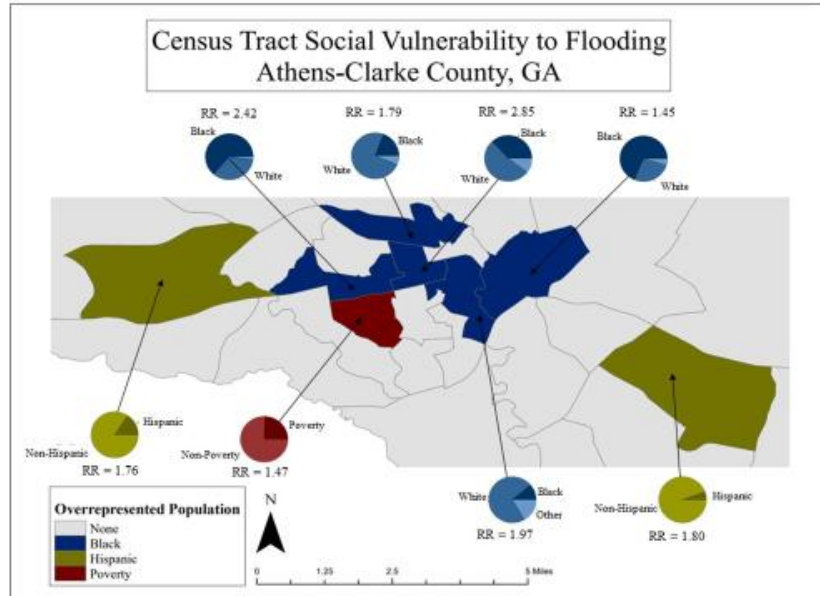 Census Tract Social Vulnerability to Flooding
Athens-Clarke County, GA
RR = 2.42
Black
White
RR = 1.79
Black
White
RR = 2.85
Black
White
RR = 1.45
Black
White
Hispanic
Non-Hispanic
RR = 1.76
Poverty
Non-Poverty
RR = 1.47
White
Black
Other
RR = 1.97
Hispanic
Non-Hispanic
RR = 1.80
Overrepresented Population
None
Black
Hispanic
Poverty
N
0 1.25 2.5 5 Miles